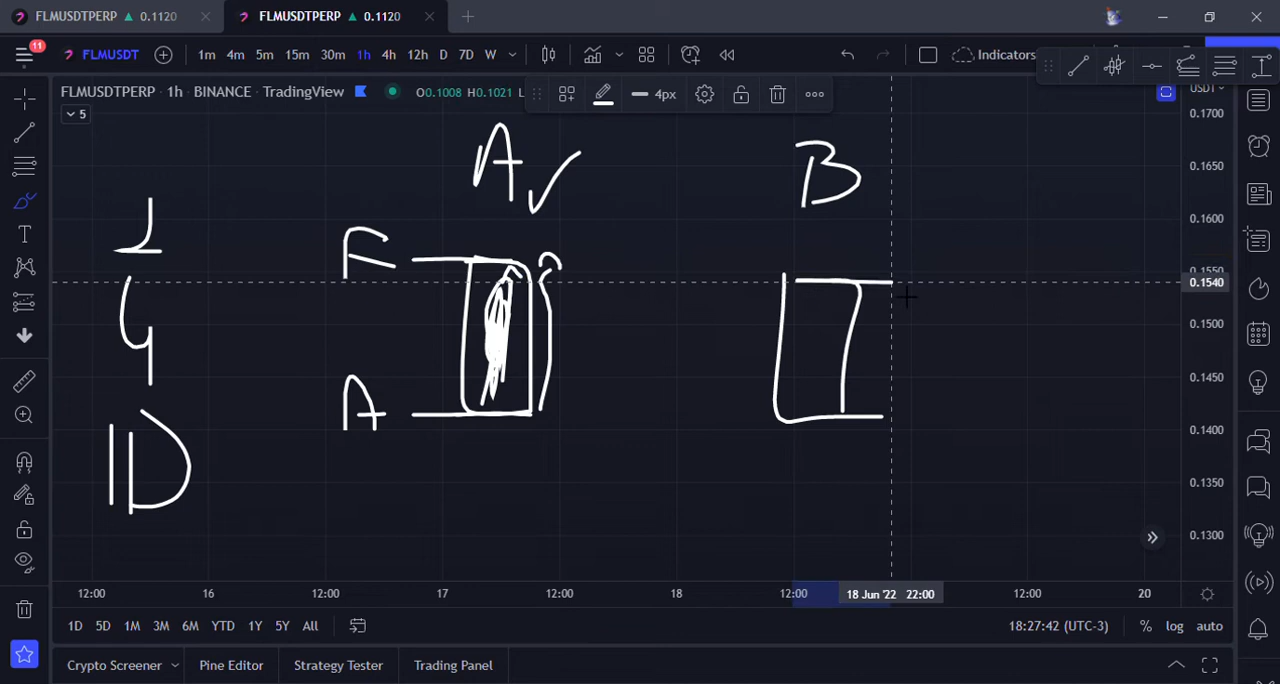 FLMUSDTPERP ▲ 0.1120
FLMUSDTPERP ▲ 0.1120
11
FLMUSDT
1m 4m 5m 15m 30m 1h 4h 12h D 7D W
Indicators
FLMUSDTPERP · 1h · BINANCE · TradingView
O0.1008 H0.1021 L
4px
USDT
5
A
B
F
A
4
1D
0.1700
0.1650
0.1600
0.1550
0.1540
0.1500
0.1450
0.1400
0.1350
0.1300
12:00 16 12:00 17 12:00 18 12:00 18 Jun '22 22:00 12:00 20
1D 5D 1M 3M 6M YTD 1Y 5Y All
18:27:42 (UTC-3) % log auto
Crypto Screener Pine Editor Strategy Tester Trading Panel